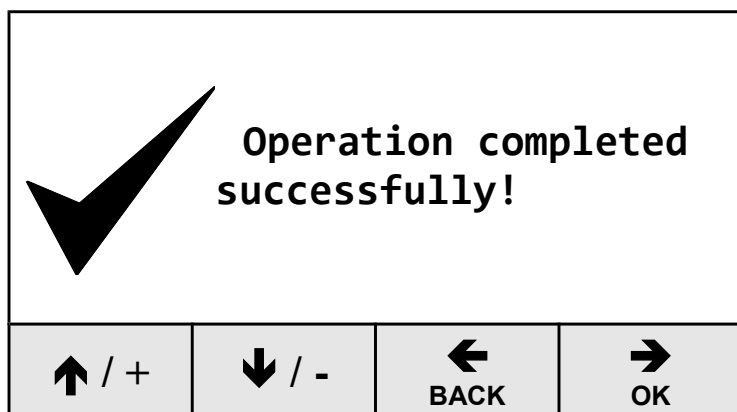 Operation completed
successfully!
↑ / + ↓ / - ← →
BACK OK